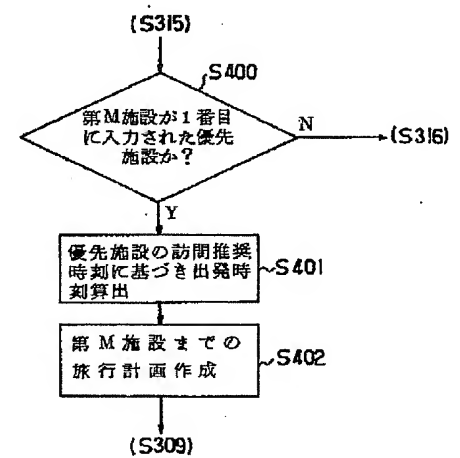 (S315)
S400
第M施設が1番目
に入力された優先
施設か?
N
(S316)
Y
優先施設の訪問推奨
時刻に基づき出発時
刻算出
S401
第M施設までの
旅行計画作成
S402
(S309)